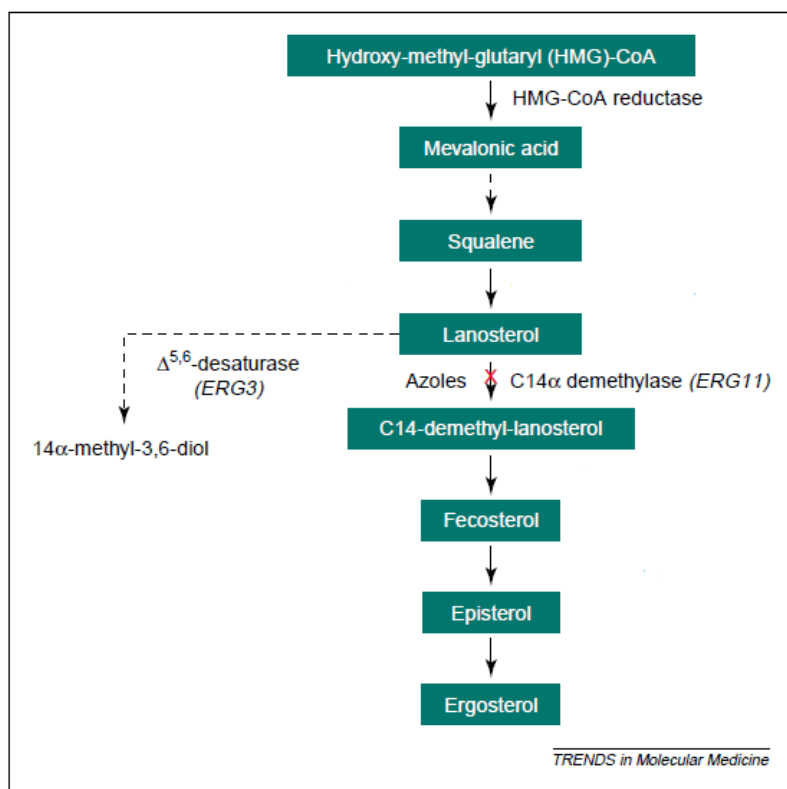 Hydroxy-methyl-glutaryl (HMG)-CoA
HMG-CoA reductase
Mevalonic acid
Squalene
Lanosterol
Δ5,6-desaturase
(ERG3)
Azoles
C14α demethylase (ERG11)
C14-demethyl-lanosterol
14α-methyl-3,6-diol
Fecosterol
Episterol
Ergosterol
TRENDS in Molecular Medicine